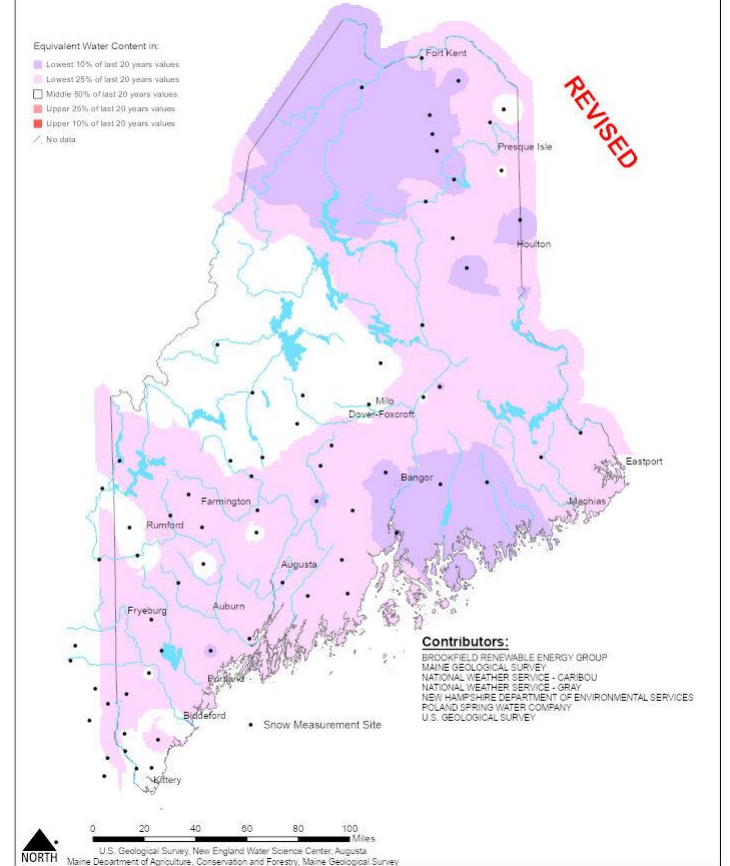 Equivalent Water Content in:
Lowest 10% of last 20 years values
Lowest 25% of last 20 years values
Middle 50% of last 20 years values
Upper 25% of last 20 years values
Upper 10% of last 20 years values
No data
REVISED
Fort Kent
Presque Isle
Houlton
Milo
Dover-Foxcroft
Eastport
Bangor
Machias
Farmington
Rumford
Augusta
Auburn
Fryeburg
Portland
Biddeford
Kittery
Contributors:
BROOKFIELD RENEWABLE ENERGY GROUP
MAINE GEOLOGICAL SURVEY
NATIONAL WEATHER SERVICE - CARIBOU
NATIONAL WEATHER SERVICE - GRAY
NEW HAMPSHIRE DEPARTMENT OF ENVIRONMENTAL SERVICES
POLAND SPRING WATER COMPANY
U.S. GEOLOGICAL SURVEY
Snow Measurement Site
0 20 40 60 80 100
Miles
NORTH
U.S. Geological Survey, New England Water Science Center, Augusta
Maine Department of Agriculture, Conservation and Forestry, Maine Geological Survey